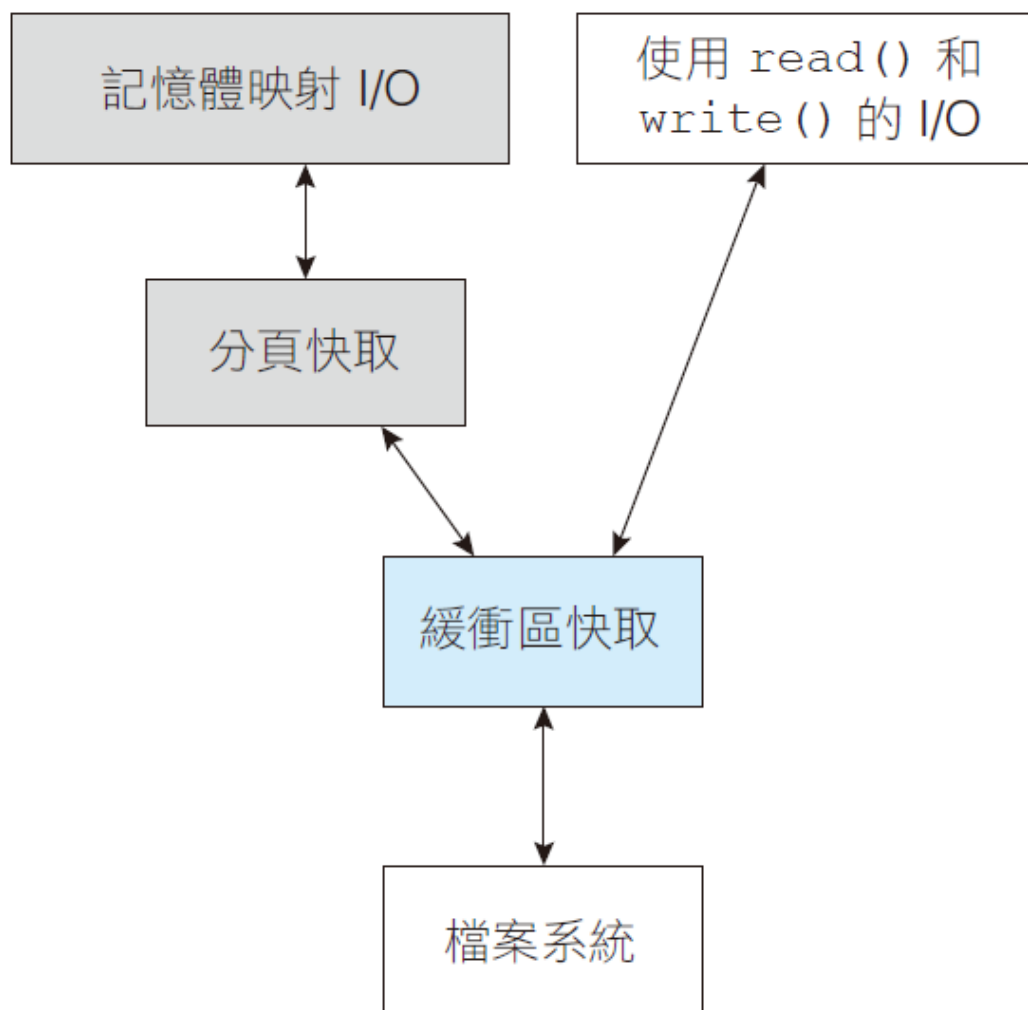 記憶體映射 I/O
使用 read() 和
write() 的 I/O
分頁快取
緩衝區快取
檔案系統